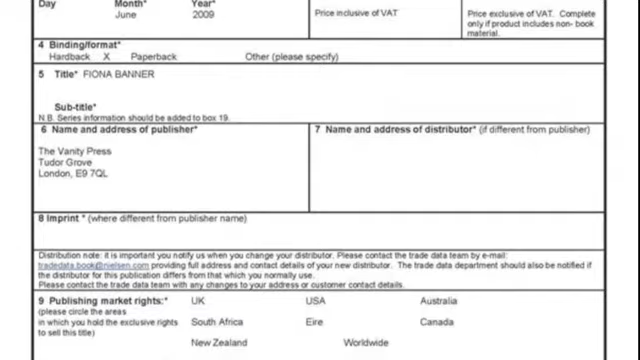 Day Month* Year*
June 2009
Price inclusive of VAT
Price exclusive of VAT. Complete
only if product includes non- book
material.
4 Binding/format*
Hardback X Paperback Other (please specify)
5 Title* FIONA BANNER
Sub-title*
N.B. Series information should be added to box 19.
6 Name and address of publisher*
The Vanity Press
Tudor Grove
London, E9 7QL
7 Name and address of distributor* (if different from publisher)
8 Imprint * (where different from publisher name)
Distribution note: it is important you notify us when you change your distribution. Please contact the trade data team by e-mail:
tradedata.book@nielsen.com providing full address and contact details of your new distributor. The trade data department should also be notified if
the distributor for this publication differs from that which you normally use.
Please contact the trade data team with any changes to your address or customer contact details.
9 Publishing market rights:* UK USA Australia
(please circle the areas
in which you hold the exclusive rights South Africa Eire Canada
to sell this title)
New Zealand Worldwide